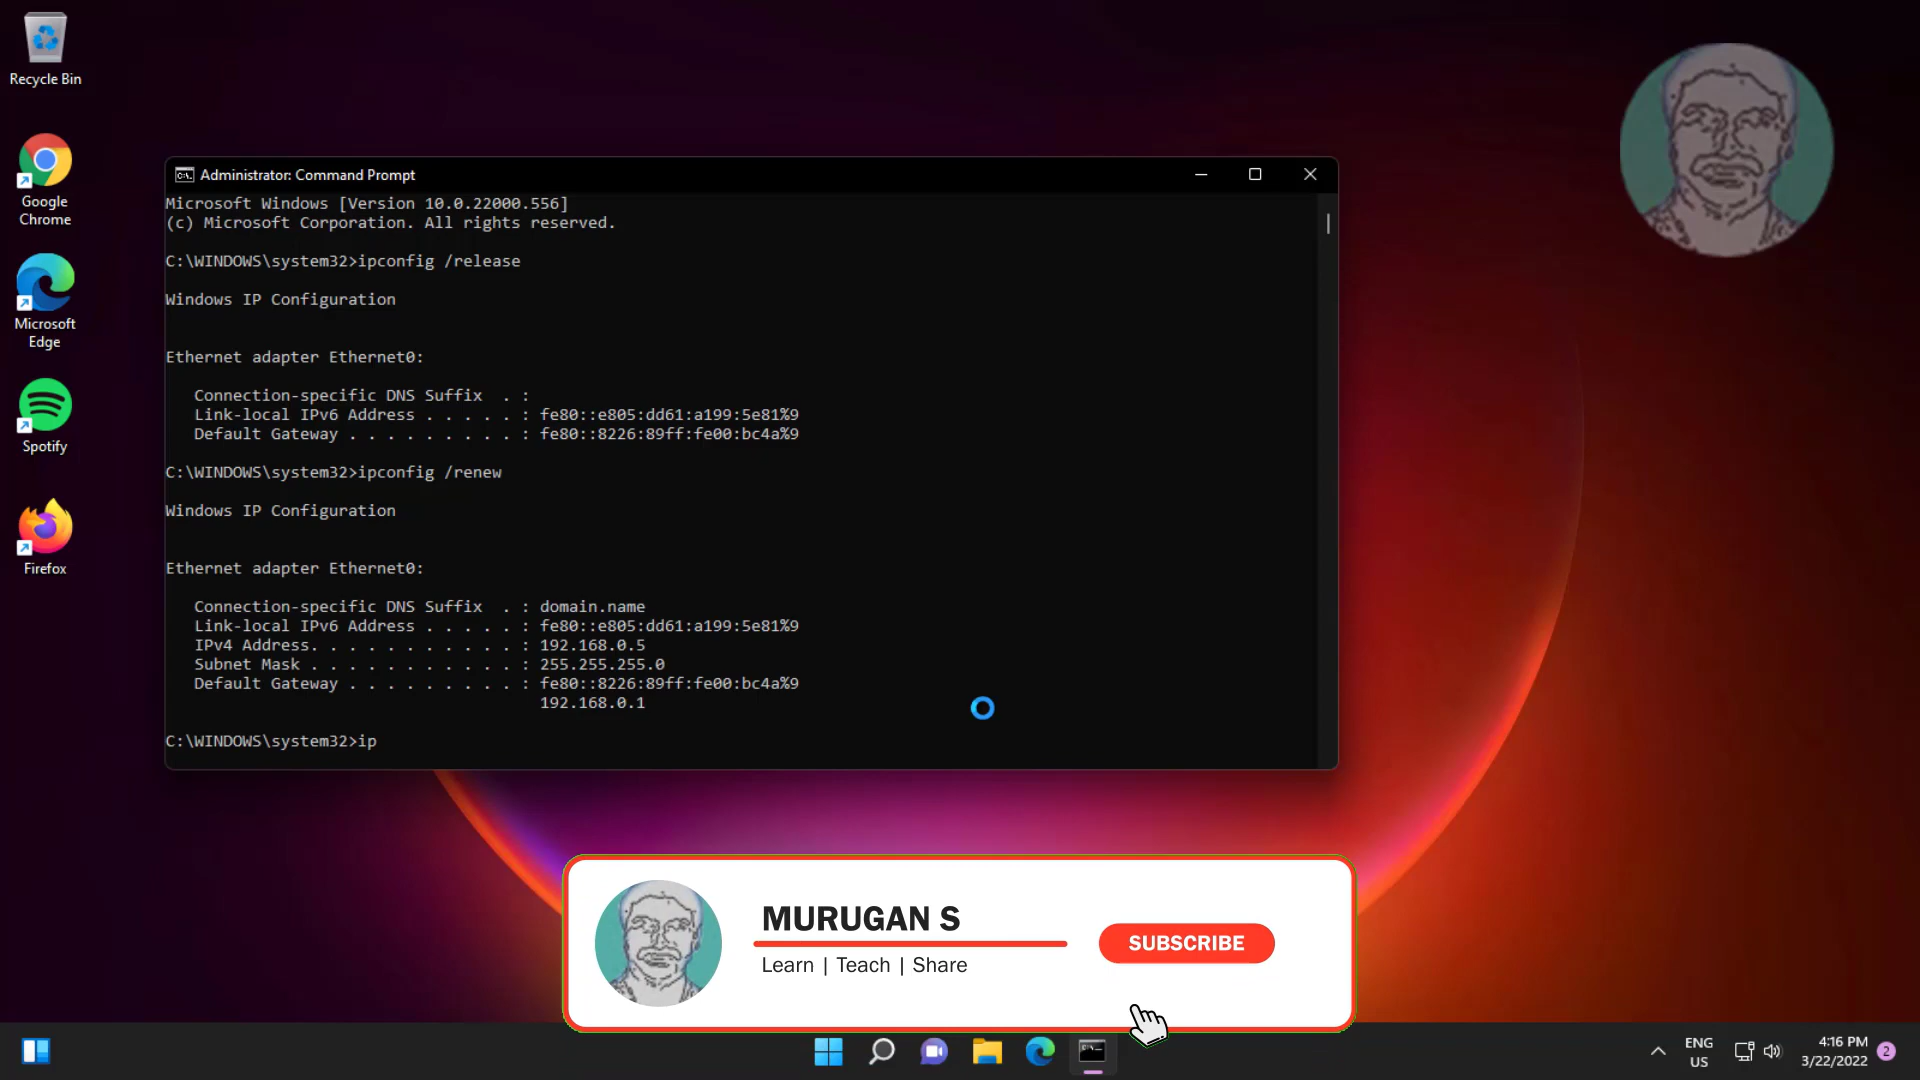 Recycle Bin
Google
Chrome
Microsoft
Edge
Spotify
Firefox
Administrator: Command Prompt
Microsoft Windows [Version 10.0.22000.556]
(c) Microsoft Corporation. All rights reserved.
C:\WINDOWS\system32>ipconfig /release
Windows IP Configuration
Ethernet adapter Ethernet0:
Connection-specific DNS Suffix  . :
Link-local IPv6 Address . . . . . : fe80::e805:dd61:a199:5e81%9
Default Gateway . . . . . . . . . : fe80::8226:89ff:fe00:bc4a%9
C:\WINDOWS\system32>ipconfig /renew
Windows IP Configuration
Ethernet adapter Ethernet0:
Connection-specific DNS Suffix  . : domain.name
Link-local IPv6 Address . . . . . : fe80::e805:dd61:a199:5e81%9
IPv4 Address. . . . . . . . . . . : 192.168.0.5
Subnet Mask . . . . . . . . . . . : 255.255.255.0
Default Gateway . . . . . . . . . : fe80::8226:89ff:fe00:bc4a%9
192.168.0.1
C:\WINDOWS\system32>ip
MURUGAN S
Learn | Teach | Share
SUBSCRIBE
ENG
US
4:16 PM
3/22/2022
2